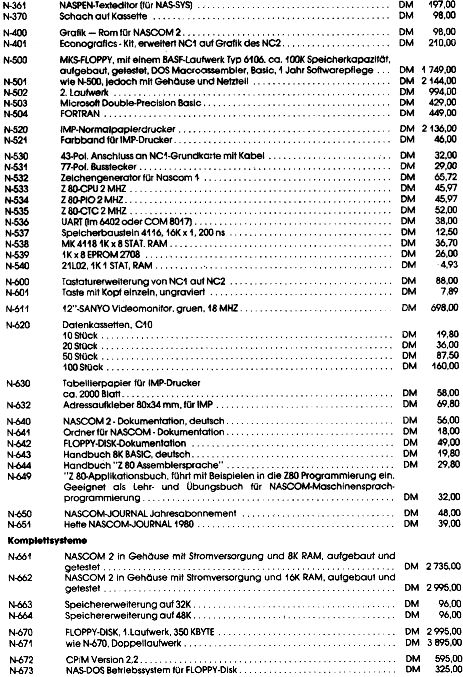 N-361 NASPEN-Texteditor (für NAS-SYS) DM 197,00
N-370 Schach auf Kassette DM 98,00
N-400 Grafik — Rom für NASCOM 2 DM 98,00
N-401 Econografics - Kit, erweitert NC1 auf Grafik des NC2 DM 210,00
N-500 MKS-FLOPPY, mit einem BASF-Laufwerk Typ 6106, ca. 100K Speicherkapazität,
aufgebaut, getestet, DOS Macroassembler, Basic, 1 Jahr Softwarepflege DM 1 749,00
N-501 wie N-500, jedoch mit Gehäuse und Netzteil DM 2 144,00
N-502 2. Laufwerk DM 994,00
N-503 Microsoft Double-Precision Basic DM 429,00
N-504 FORTRAN DM 449,00
N-520 IMP-Normalpapierdrucker DM 2 136,00
N-521 Farbband für IMP-Drucker DM 46,00
N-530 43-Pol. Anschluss an NC1-Grundkarte mit Kabel DM 32,00
N-531 77-Pol. Busstecker DM 29,00
N-532 Zeichengenerator für Nascom 1 DM 65,72
N-533 Z 80-CPU 2 MHZ DM 45,97
N-534 Z 80-PIO 2 MHZ DM 45,97
N-535 Z 80-CTC 2 MHZ DM 52,00
N-536 UART (Im 6402 oder COM 8017) DM 38,00
N-537 Speicherbaustein 4116, 16K x 1, 200 ns DM 12,50
N-538 MK 4118 1K x 8 STAT. RAM DM 36,70
N-539 1K x 8 EPROM 2708 DM 26,00
N-540 21L02, 1K 1 STAT, RAM DM 4,93
N-600 Tastaturerweiterung von NC1 auf NC2 DM 88,00
N-601 Taste mit Kopf einzeln, ungraviert DM 7,89
N-611 12"-SANYO Videomonitor, gruen, 18 MHZ DM 698,00
N-620 Datenkassetten, C10
10 Stück DM 19,80
20 Stück DM 36,00
50 Stück DM 87,50
100 Stück DM 160,00
N-630 Tabellierpapier für IMP-Drucker
ca. 2000 Blatt DM 58,00
N-632 Adressaufkleber 80x34 mm, für IMP DM 69,80
N-640 NASCOM 2 - Dokumentation, deutsch DM 56,00
N-641 Ordner für NASCOM - Dokumentation DM 18,00
N-642 FLOPPY-DISK-Dokumentation DM 49,00
N-643 Handbuch 8K BASIC, deutsch DM 19,80
N-644 Handbuch "Z 80 Assemblersprache" DM 29,80
N-649 "Z 80-Applikationsbuch, führt mit Beispielen in die Z80 Programmierung ein.
Geeignet als Lehr- und Übungsbuch für NASCOM-Maschinensprach-
programmierung DM 32,00
N-650 NASCOM-JOURNAL Jahresabonnement DM 48,00
N-651 Hefte NASCOM-JOURNAL 1980 DM 39,00
Komplettsysteme
N-661 NASCOM 2 in Gehäuse mit Stromversorgung und 8K RAM, aufgebaut und
getestet DM 2 735,00
N-662 NASCOM 2 in Gehäuse mit Stromversorgung und 16K RAM, aufgebaut und
getestet DM 2 995,00
N-663 Speichererweiterung auf 32K DM 96,00
N-664 Speichererweiterung auf 48K DM 96,00
N-670 FLOPPY-DISK, 1.Laufwerk, 350 KBYTE DM 2 995,00
N-671 wie N-670, Doppellaufwerk DM 3 895,00
N-672 CP/M Version 2,2 DM 595,00
N-673 NAS-DOS Betriebssystem für FLOPPY-Disk DM 325,00